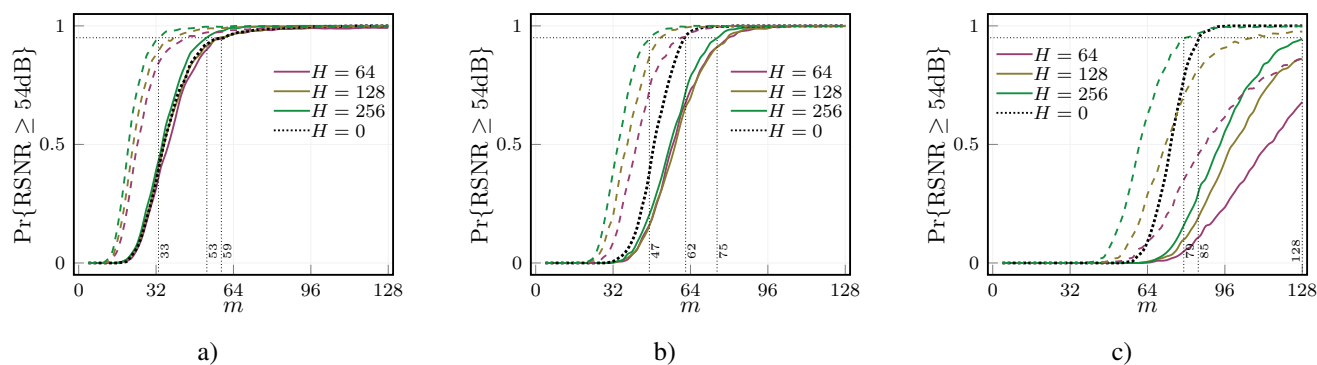 Pr{RSNR ≥ 54dB}
1
0.5
0
H = 64
H = 128
H = 256
H = 0
33
53
59
0 32 64 96 128
m
a)
Pr{RSNR ≥ 54dB}
1
0.5
0
H = 64
H = 128
H = 256
H = 0
47
62
75
0 32 64 96 128
m
b)
Pr{RSNR ≥ 54dB}
1
0.5
0
H = 64
H = 128
H = 256
H = 0
79
85
128
0 32 64 96 128
m
c)